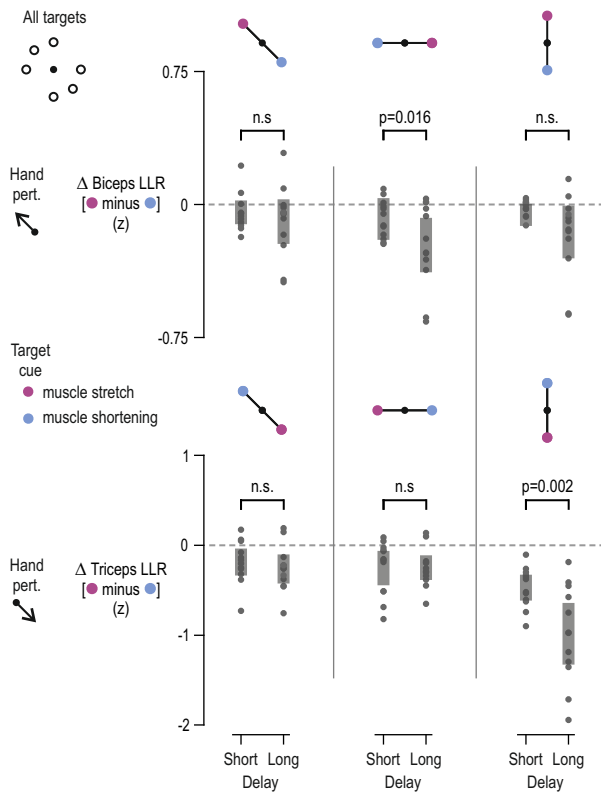 All targets
0.75
n.s
p=0.016
n.s.
Hand
pert.
Δ Biceps LLR
[ minus ]
(z)
0
-0.75
Target
cue
muscle stretch
muscle shortening
1
n.s.
n.s
p=0.002
0
Hand
pert.
Δ Triceps LLR
[ minus ]
(z)
-1
-2
Short Long
Delay
Short Long
Delay
Short Long
Delay